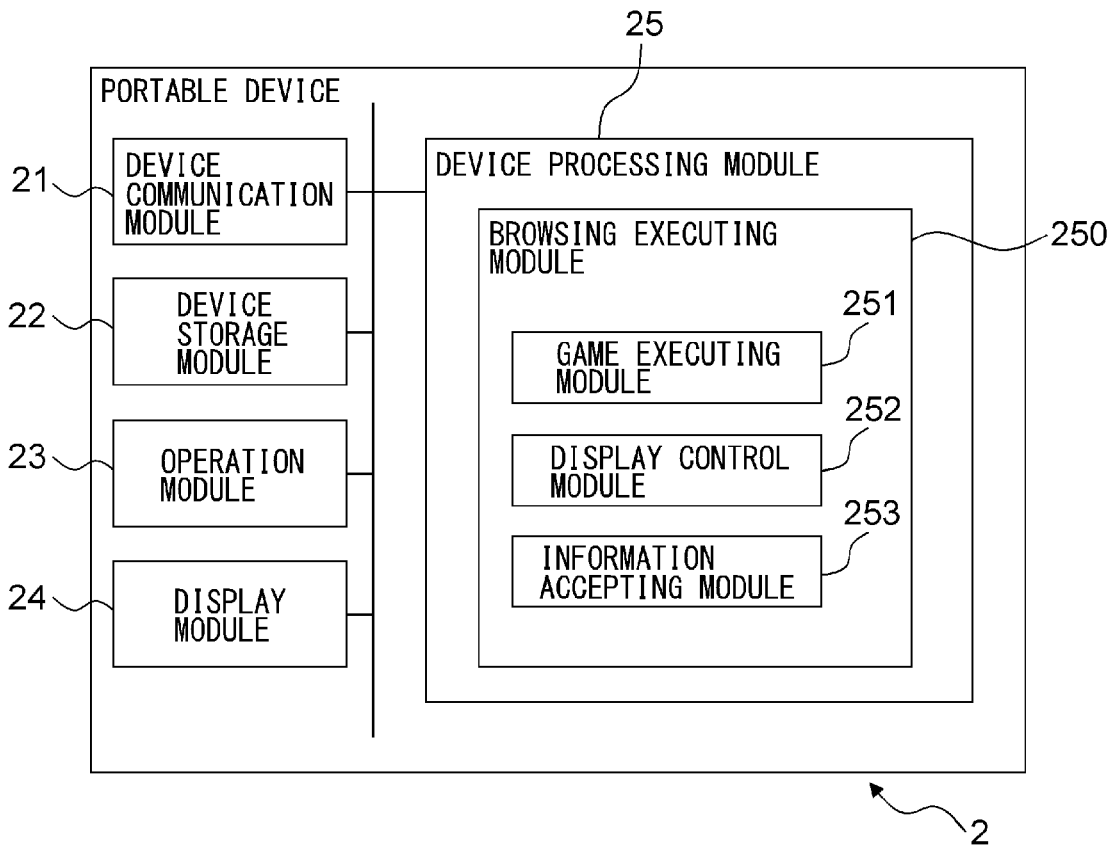 25
PORTABLE DEVICE
21
DEVICE
COMMUNICATION
MODULE
22
DEVICE
STORAGE
MODULE
23
OPERATION
MODULE
24
DISPLAY
MODULE
DEVICE PROCESSING MODULE
BROWSING EXECUTING
MODULE
250
251
GAME EXECUTING
MODULE
252
DISPLAY CONTROL
MODULE
253
INFORMATION
ACCEPTING MODULE
2